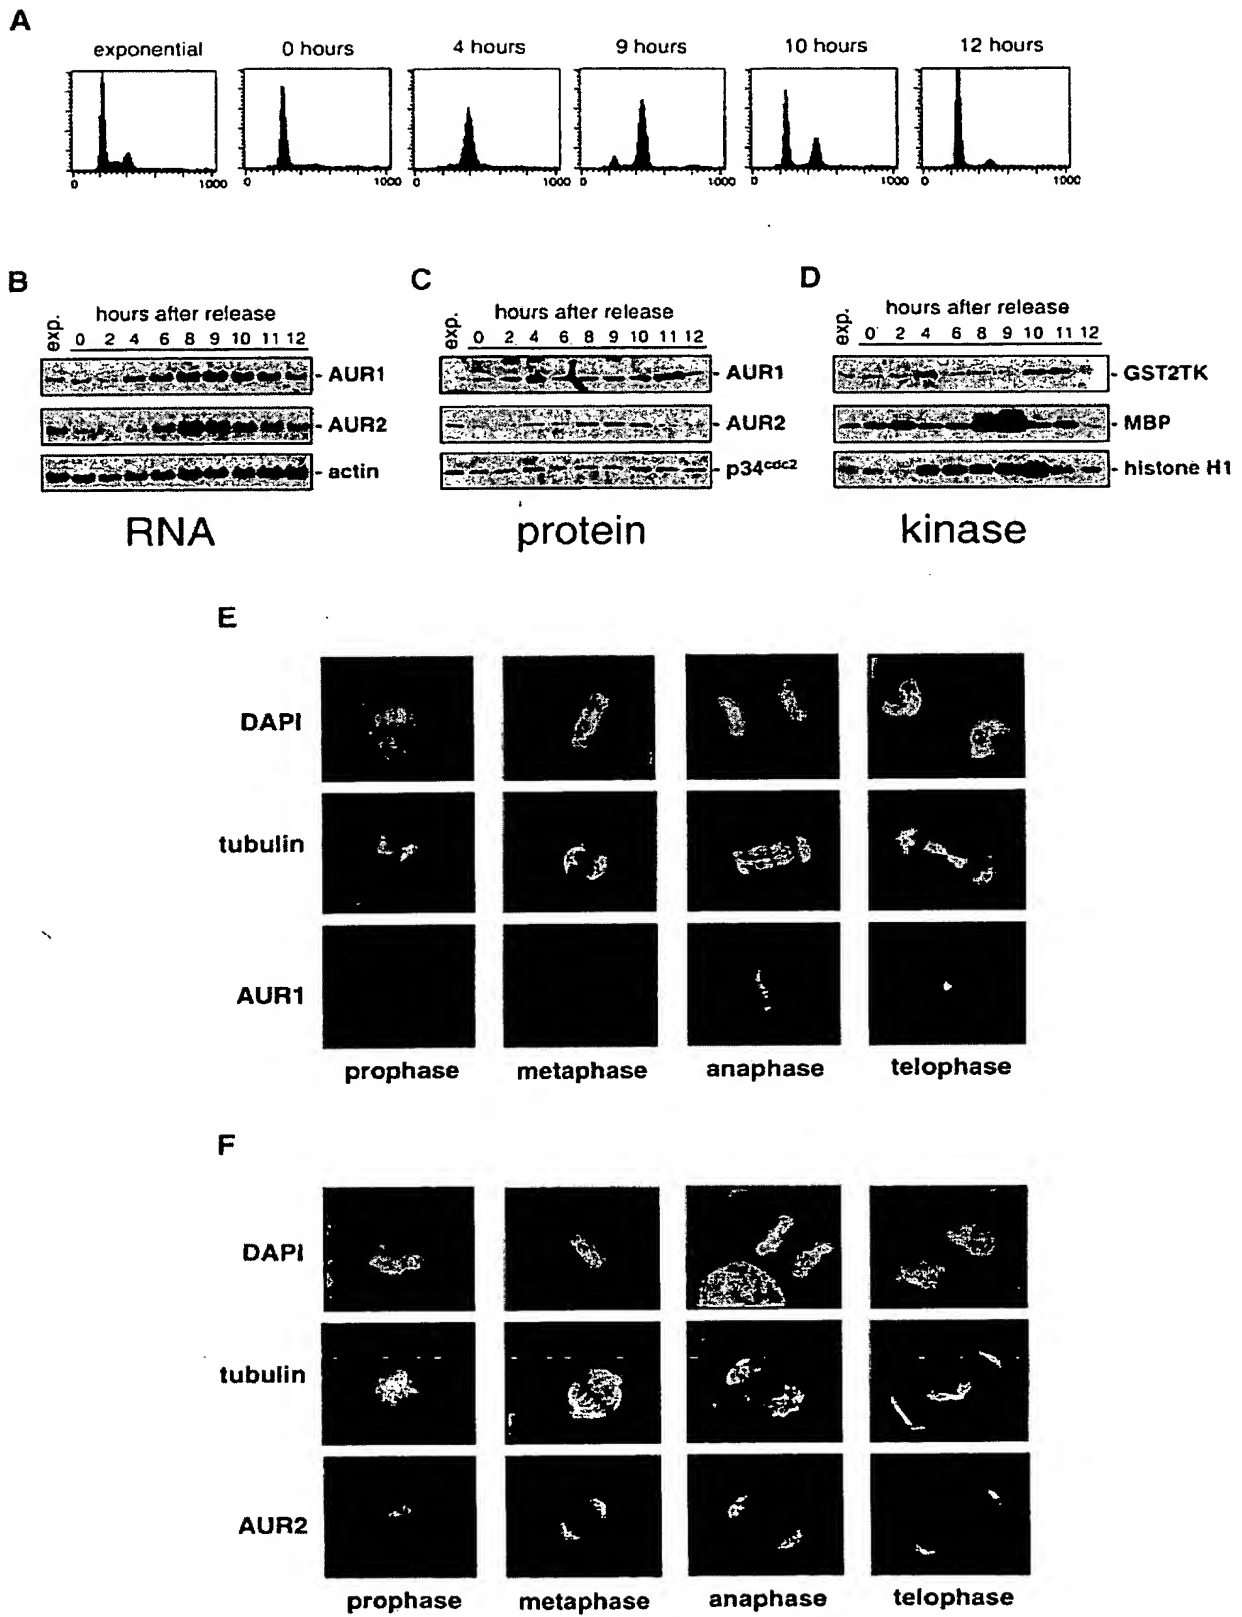 A
exponential 0 hours 4 hours 9 hours 10 hours 12 hours
0 1000 0 1000 0 1000 0 1000 0 1000 0 1000
B C D
hours after release hours after release hours after release
exp. 0 2 4 6 8 9 10 11 12 exp. 0 2 4 6 8 9 10 11 12 exp. 0 2 4 6 8 9 10 11 12
- AUR1 - AUR1 - GST2TK
- AUR2 - AUR2 - MBP
- actin - p34cdc2 - histone H1
RNA protein kinase
E
DAPI
tubulin
AUR1
prophase metaphase anaphase telophase
F
DAPI
tubulin
AUR2
prophase metaphase anaphase telophase